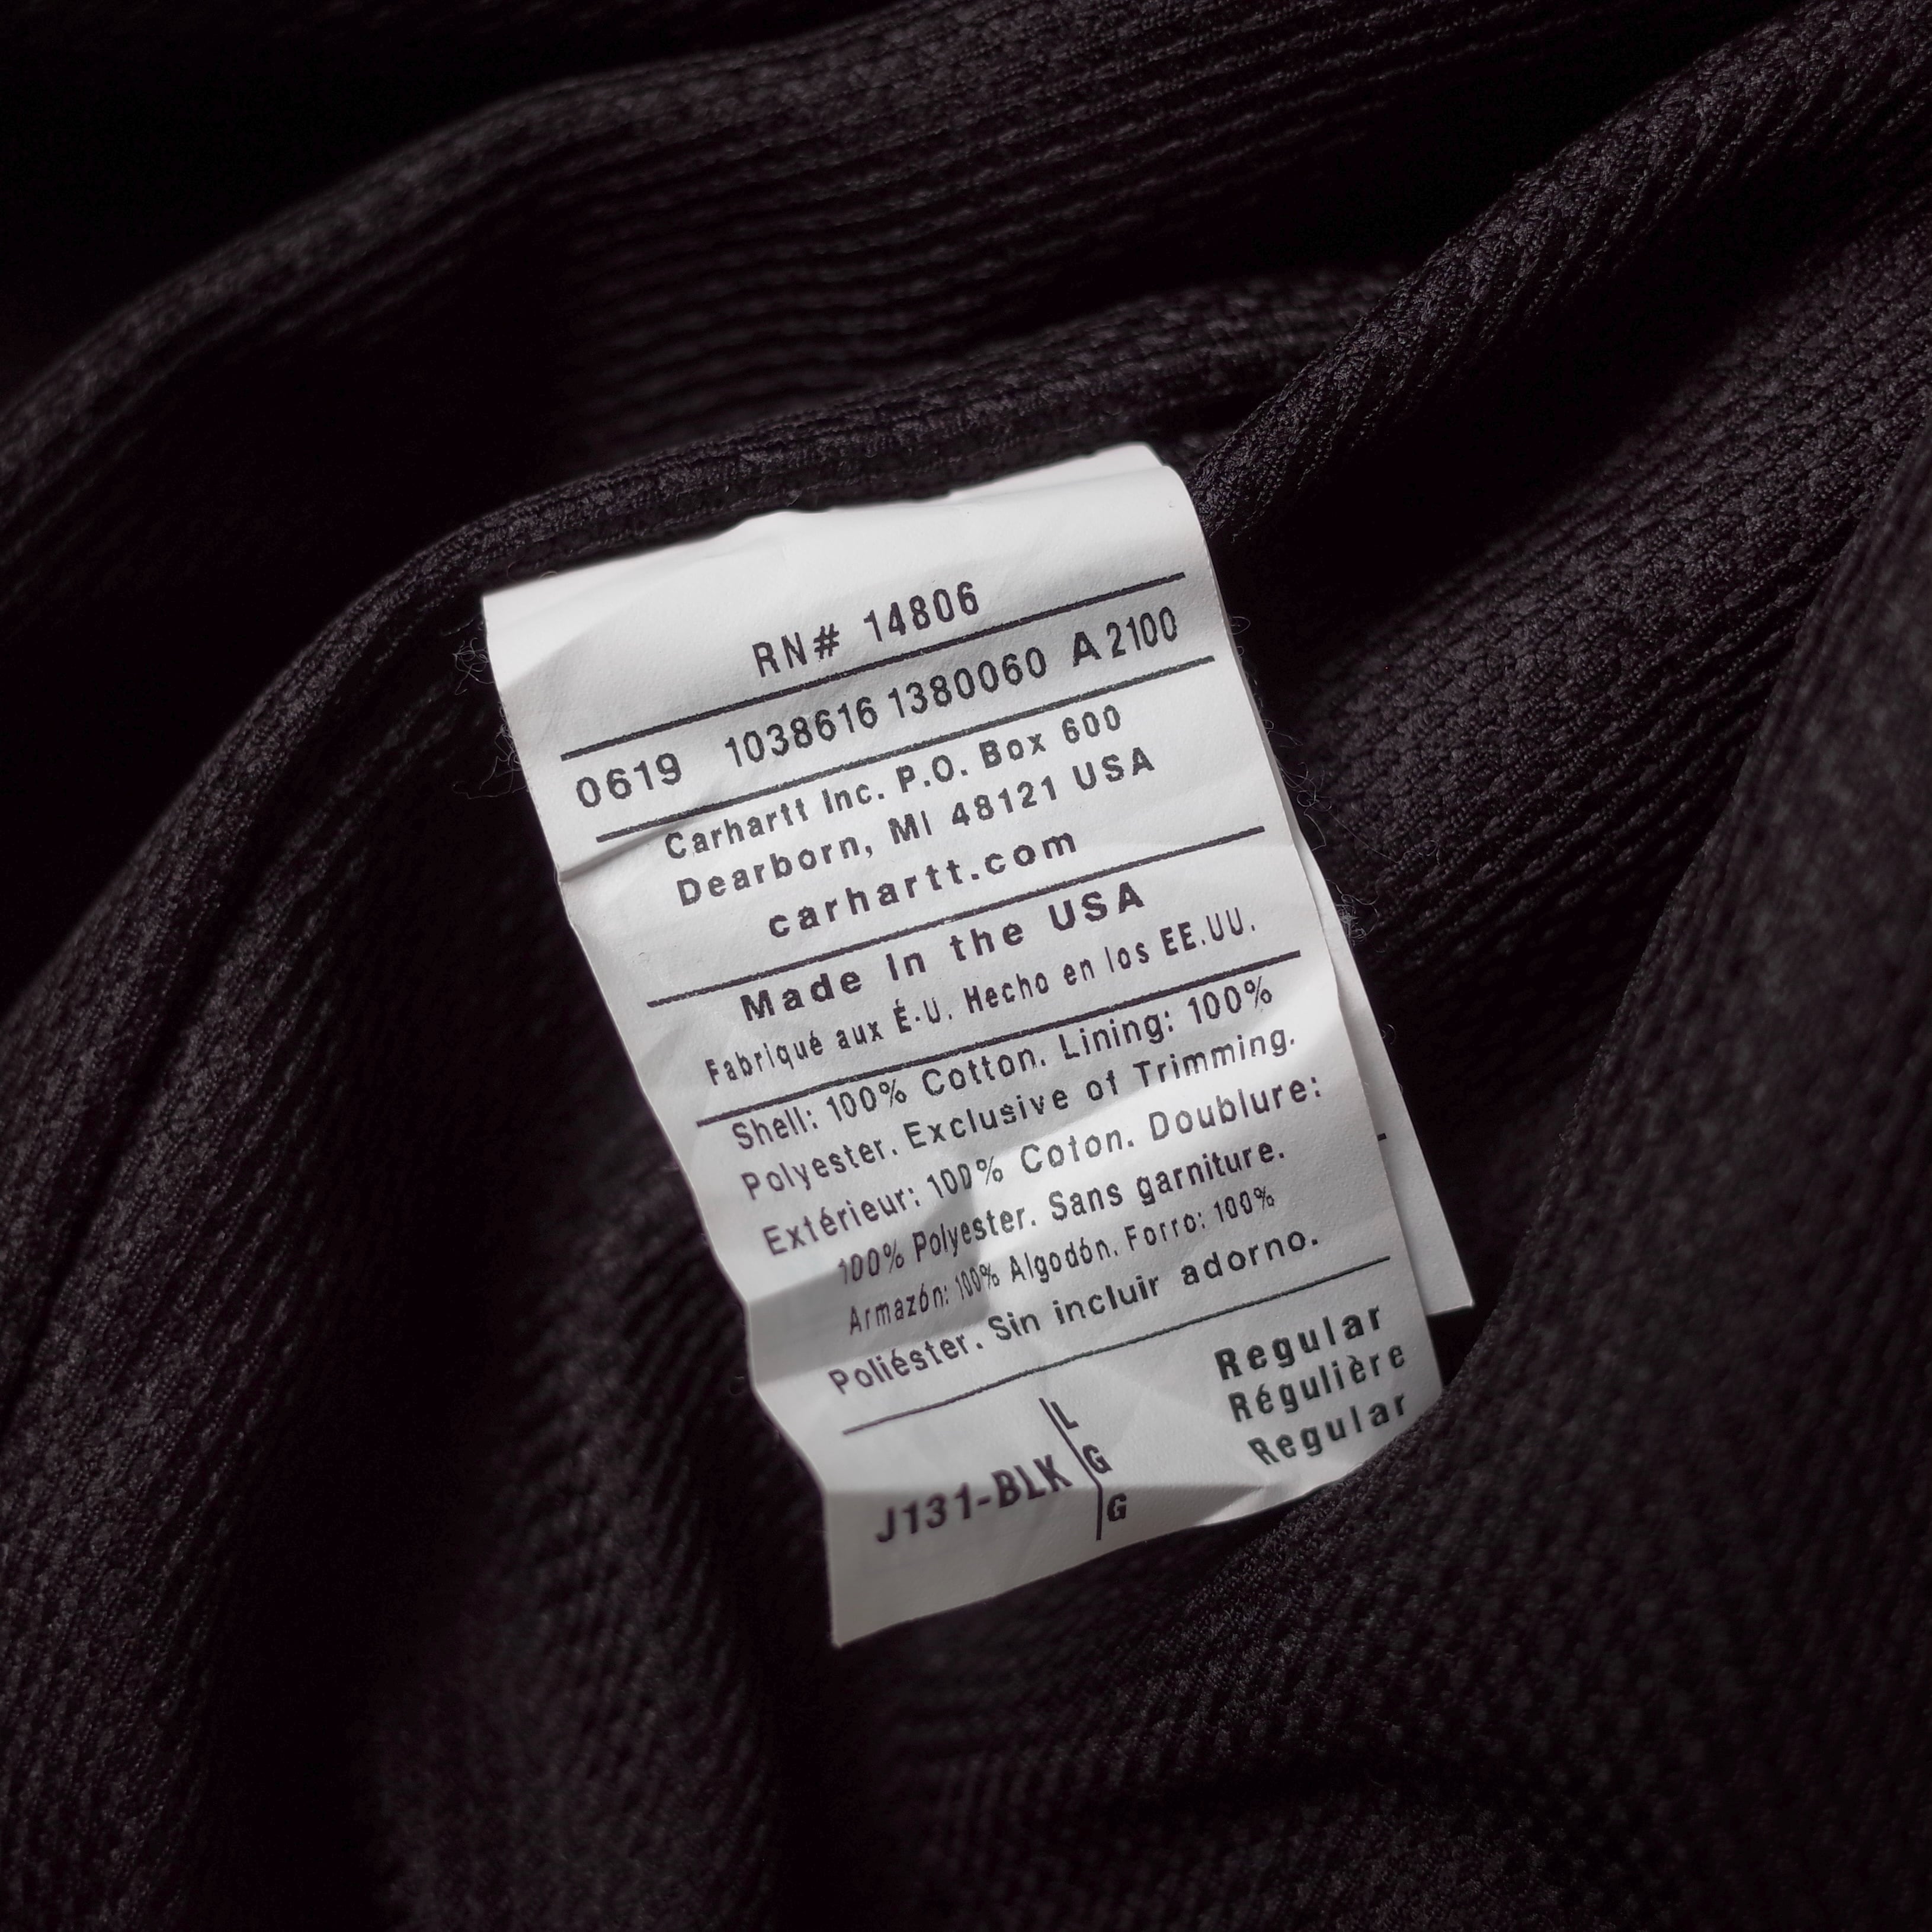 RN# 14806
0619 1038616 1380060 A2100
Carhartt Inc. P.O. Box 600
Dearborn, MI 48121 USA
carhartt.com
Made In the USA
Fabriqué aux É-U. Hecho en los EE.UU.
Shell: 100% Cotton. Lining: 100%
Polyester. Exclusive of Trimming.
Extérieur: 100% Coton. Doublure:
100% Polyester. Sans garniture.
Armazón: 100% Algodón. Forro: 100%
Poliéster. Sin incluir adorno.
J131-BLK
L
G
G
Regular
Régulière
Regular